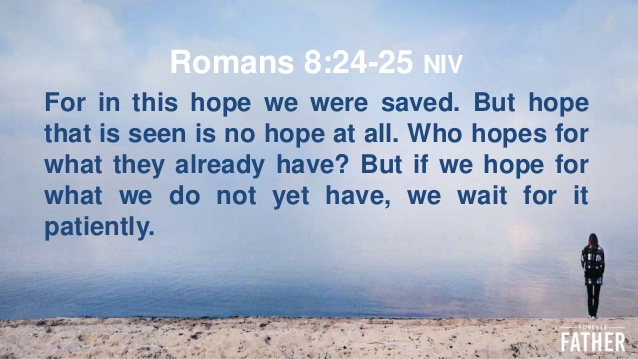 Romans 8:24-25 NIV
For in this hope we were saved. But hope
that is seen is no hope at all. Who hopes for
what they already have? But if we hope for
what we do not yet have, we wait for it
patiently.
FOREVER
FATHER